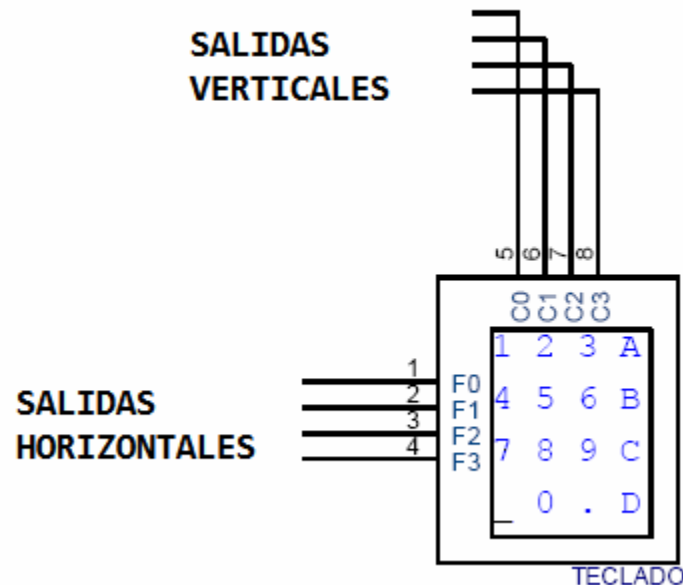 SALIDAS
VERTICALES
5 6 7 8
C0 C1 C2 C3
1 2 3 A
4 5 6 B
7 8 9 C
_ 0 . D
1 F0
2 F1
3 F2
4 F3
SALIDAS
HORIZONTALES
TECLADO